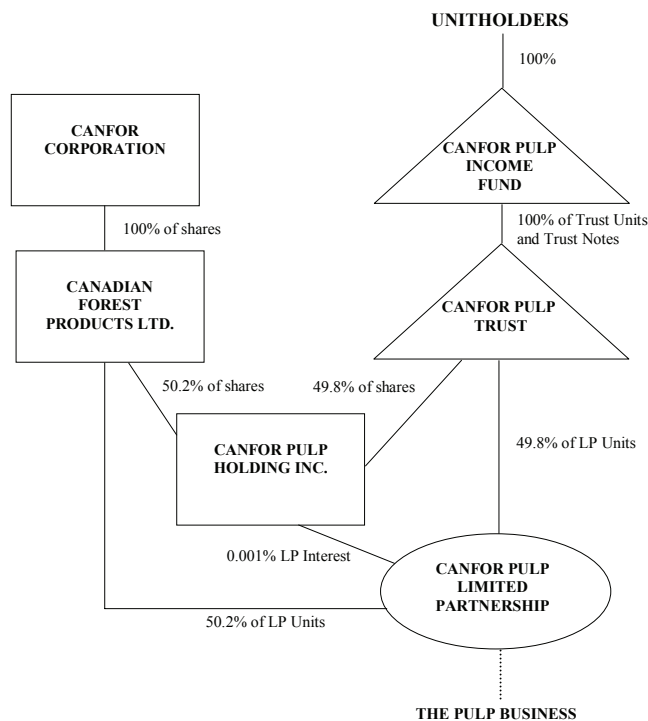 UNITHOLDERS
100%
CANFOR
CORPORATION
CANFOR PULP
INCOME
FUND
100% of shares
100% of Trust Units
and Trust Notes
CANADIAN
FOREST
PRODUCTS LTD.
CANFOR PULP
TRUST
50.2% of shares
49.8% of shares
CANFOR PULP
HOLDING INC.
49.8% of LP Units
0.001% LP Interest
CANFOR PULP
LIMITED
PARTNERSHIP
50.2% of LP Units
THE PULP BUSINESS